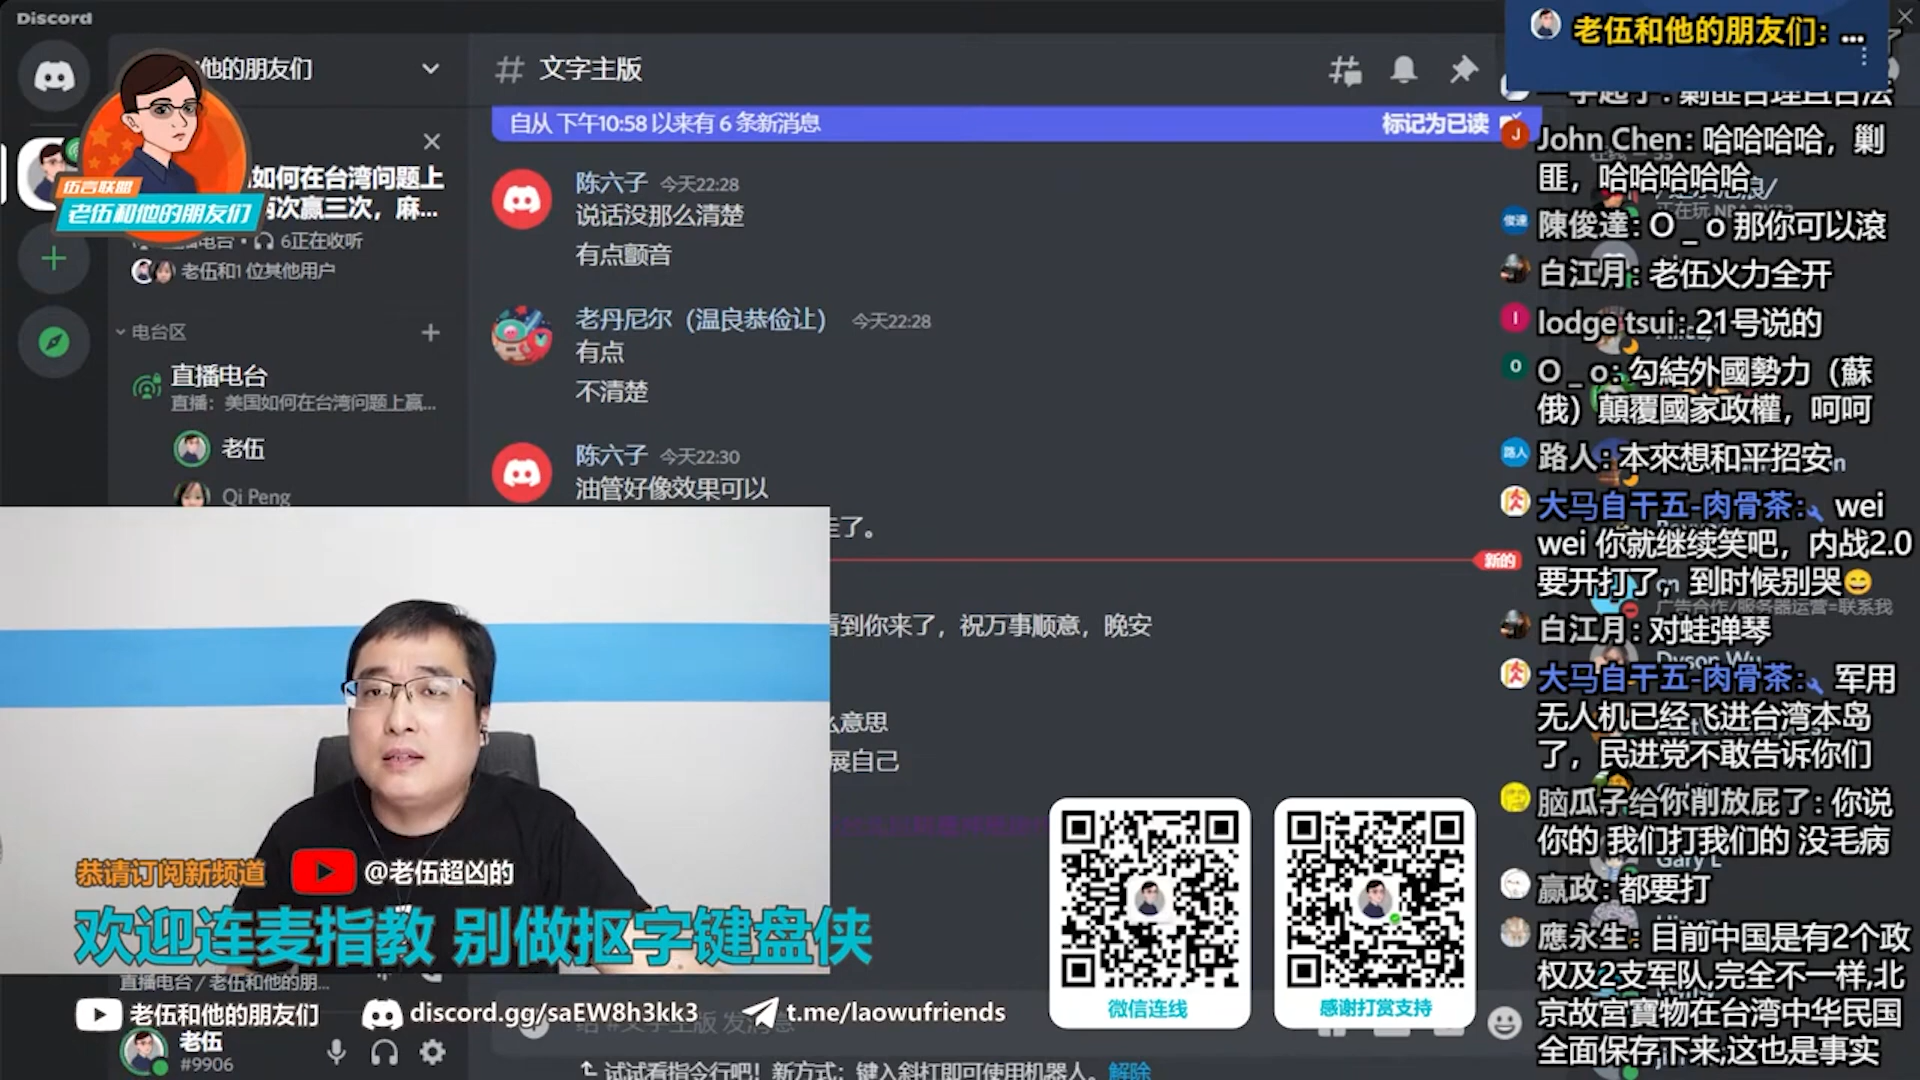 Discord
他的朋友们
伍言联盟
老伍和他的朋友们
如何在台湾问题上
两次赢三次，麻...
6正在收听
老伍和1 位其他用户
电台区
直播电台
直播：美国如何在台湾问题上赢...
老伍
Qi Peng
# 文字主版
自从 下午10:58 以来有 6 条新消息
标记为已读
陈六子 今天22:28
说话没那么清楚
有点颤音
老丹尼尔（温良恭俭让） 今天22:28
有点
不清楚
陈六子 今天22:30
油管好像效果可以
走了。
新的
看到你来了，祝万事顺意，晚安
么意思
展自己
恭请订阅新频道
@老伍超凶的
欢迎连麦指教 别做抠字键盘侠
直播电台 / 老伍和他的朋...
老伍和他的朋友们
discord.gg/saEW8h3kk3
t.me/laowufriends
老伍
#9906
试试看指令行吧！新方式：键入斜杠即可使用机器人。 解除
微信连线
感谢打赏支持
老伍和他的朋友们: ...
John Chen: 哈哈哈哈，剿
匪，哈哈哈哈哈
陳俊達: O _ o 那你可以滾
白江月: 老伍火力全开
lodge tsui: 21号说的
O _ o: 勾結外國勢力（蘇
俄）顛覆國家政權，呵呵
路人: 本來想和平招安
大马自干五-肉骨茶: wei
wei 你就继续笑吧，内战2.0
要开打了，到时候别哭😄
广告合作/服务器运营=联系我
白江月: 对蛙弹琴
Dyson Wu
大马自干五-肉骨茶: 军用
无人机已经飞进台湾本岛
了，民进党不敢告诉你们
脑瓜子给你削放屁了: 你说
你的 我们打我们的 没毛病
Gary L
嬴政: 都要打
應永生: 目前中国是有2个政
权及2支军队,完全不一样,北
京故宫寶物在台湾中华民国
全面保存下来,这也是事实